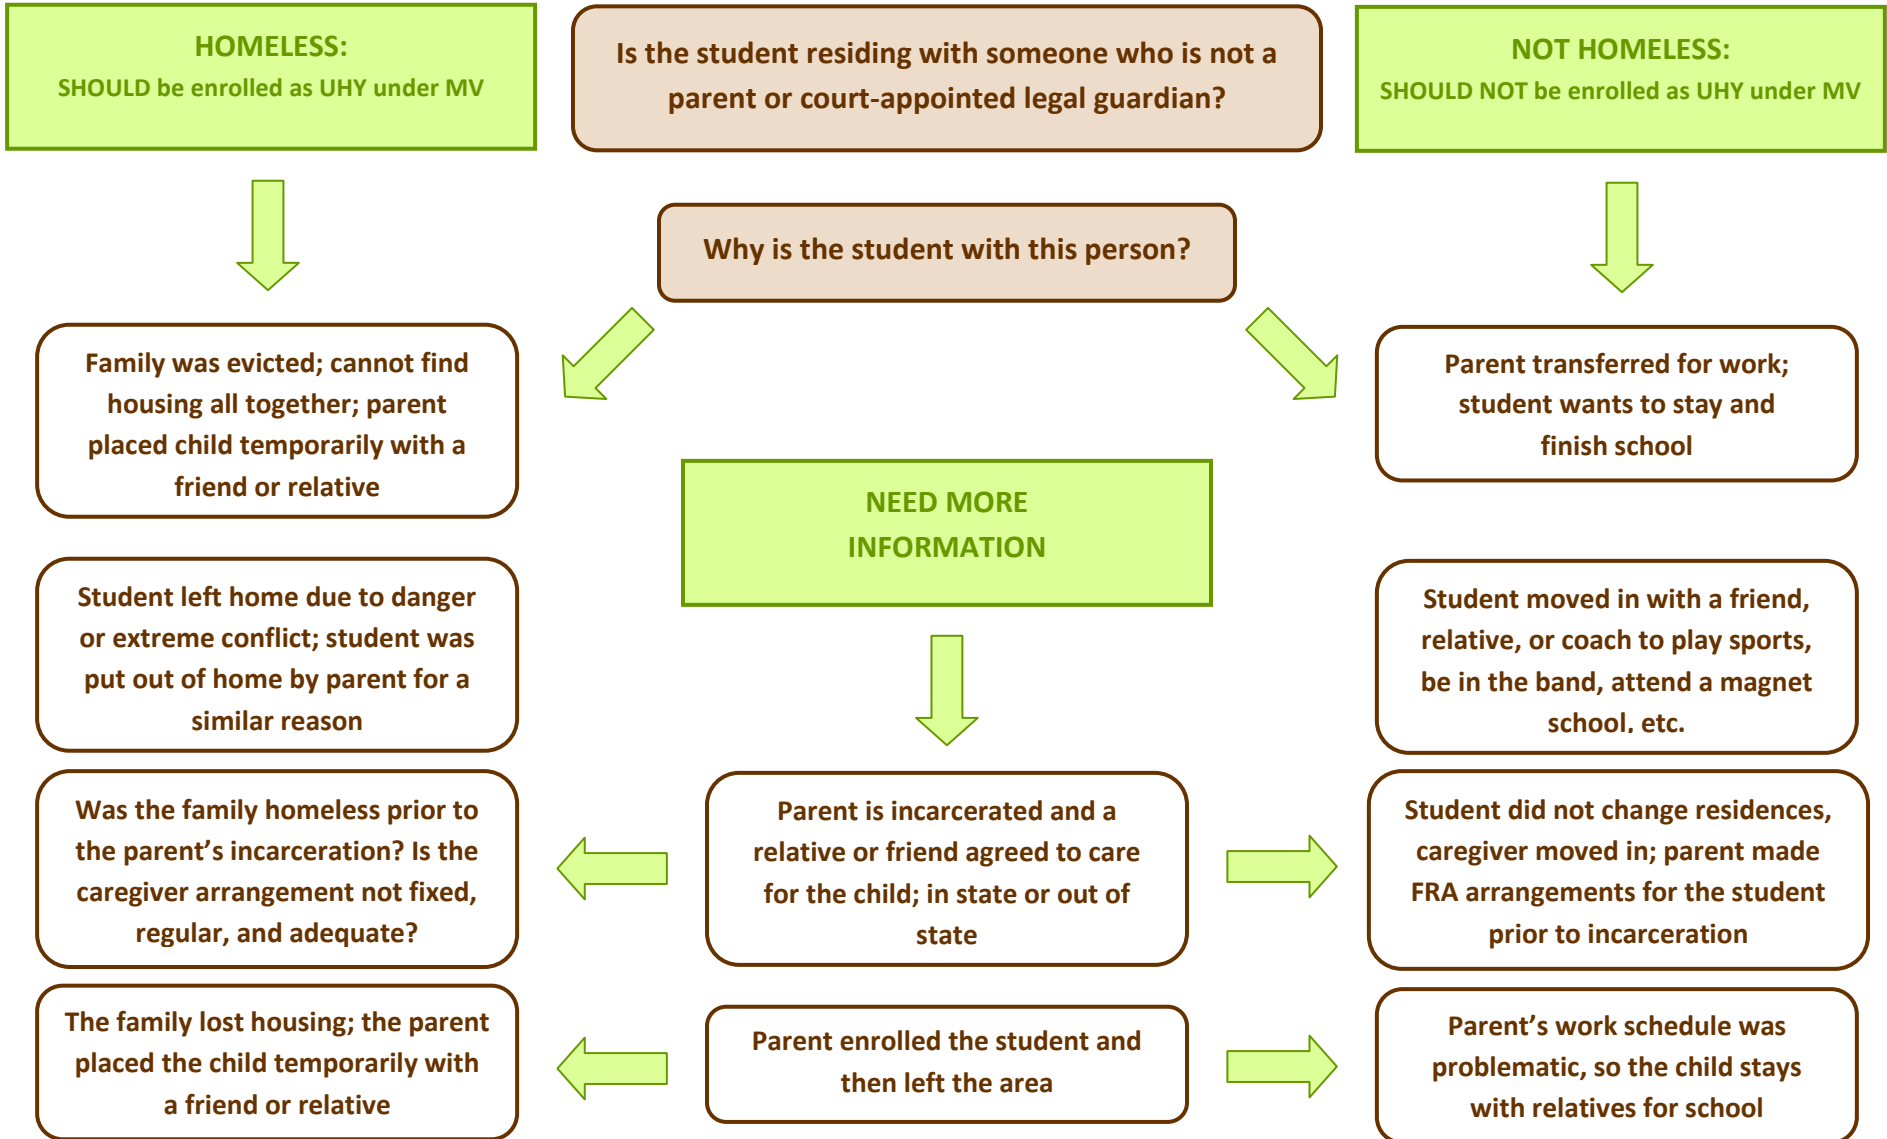 HOMELESS:
SHOULD be enrolled as UHY under MV
Is the student residing with someone who is not a
parent or court-appointed legal guardian?
NOT HOMELESS:
SHOULD NOT be enrolled as UHY under MV
Why is the student with this person?
Family was evicted; cannot find
housing all together; parent
placed child temporarily with a
friend or relative
Parent transferred for work;
student wants to stay and
finish school
NEED MORE
INFORMATION
Student left home due to danger
or extreme conflict; student was
put out of home by parent for a
similar reason
Student moved in with a friend,
relative, or coach to play sports,
be in the band, attend a magnet
school, etc.
Was the family homeless prior to
the parent’s incarceration? Is the
caregiver arrangement not fixed,
regular, and adequate?
Parent is incarcerated and a
relative or friend agreed to care
for the child; in state or out of
state
Student did not change residences,
caregiver moved in; parent made
FRA arrangements for the student
prior to incarceration
The family lost housing; the parent
placed the child temporarily with
a friend or relative
Parent enrolled the student and
then left the area
Parent’s work schedule was
problematic, so the child stays
with relatives for school